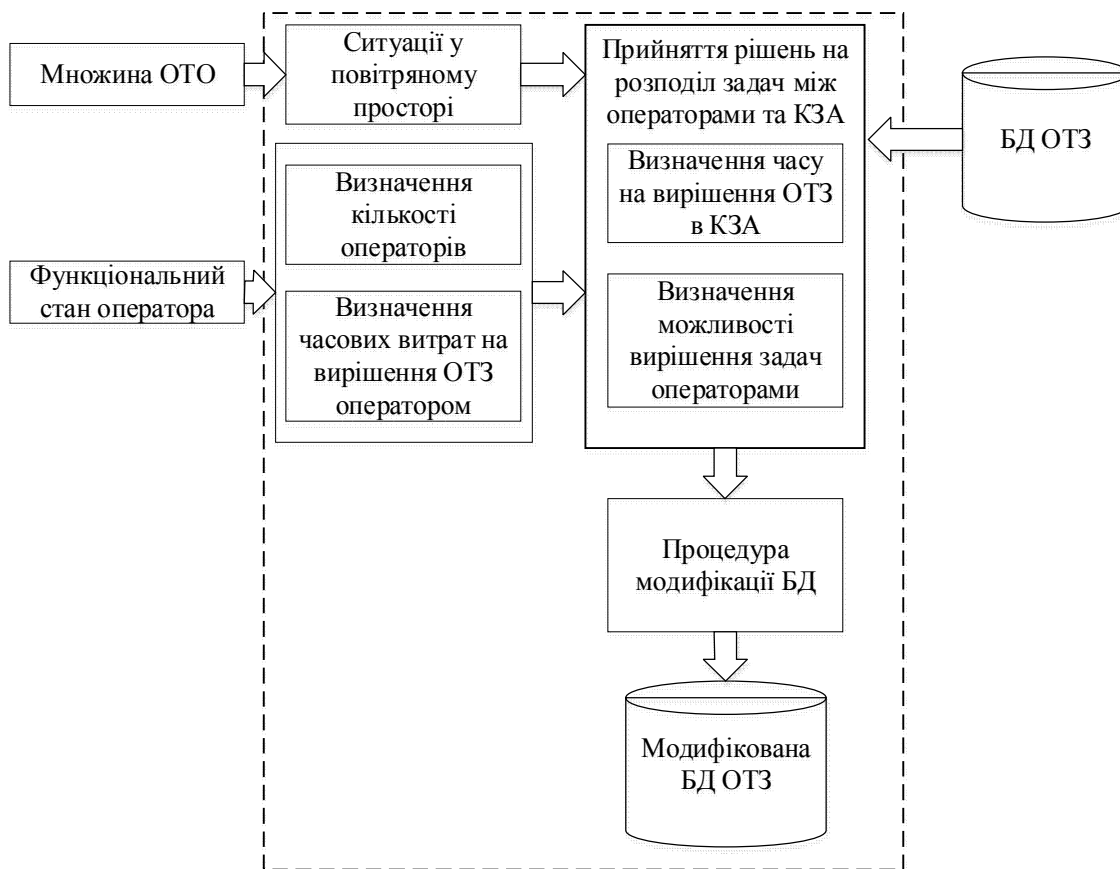 Множина ОТО
Ситуації у
повітряному
просторі
Прийняття рішень на
розподіл задач між
операторами та КЗА
БД ОТЗ
Визначення
кількості
операторів
Визначення часу
на вирішення ОТЗ
в КЗА
Функціональний
стан оператора
Визначення
часових витрат на
вирішення ОТЗ
оператором
Визначення
можливості
вирішення задач
операторами
Процедура
модифікації БД
Модифікована
БД ОТЗ